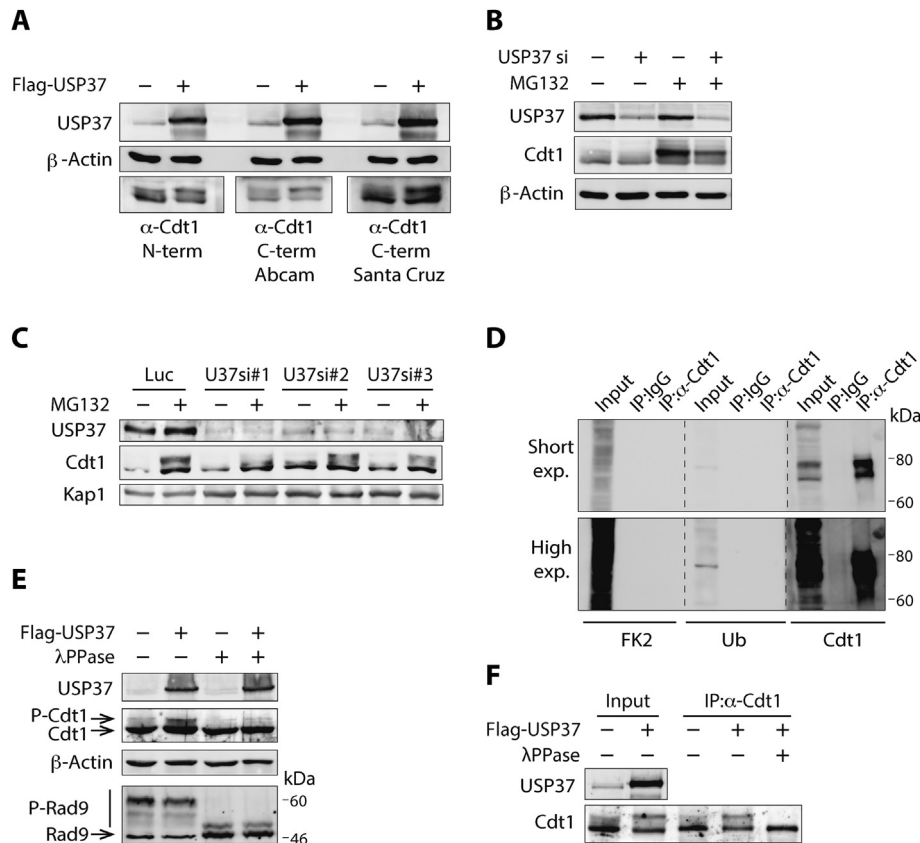 A
Flag-USP37 − + − + − +
USP37
β-Actin
α-Cdt1 α-Cdt1 α-Cdt1
N-term C-term C-term
Abcam Santa Cruz
B
USP37 si − + − +
MG132 − − + +
USP37
Cdt1
β-Actin
C
Luc U37si#1 U37si#2 U37si#3
MG132 − + − + − + − +
USP37
Cdt1
Kap1
D
Input IP:IgG IP:α-Cdt1 Input IP:IgG IP:α-Cdt1 Input IP:IgG IP:α-Cdt1
kDa
Short
exp.
80
60
High
exp.
80
60
FK2 Ub Cdt1
E
Flag-USP37 − + − +
λPPase − − + +
USP37
P-Cdt1
Cdt1
β-Actin
kDa
P-Rad9 60
Rad9 46
F
Input IP:α-Cdt1
Flag-USP37 − + − + +
λPPase − − − − +
USP37
Cdt1